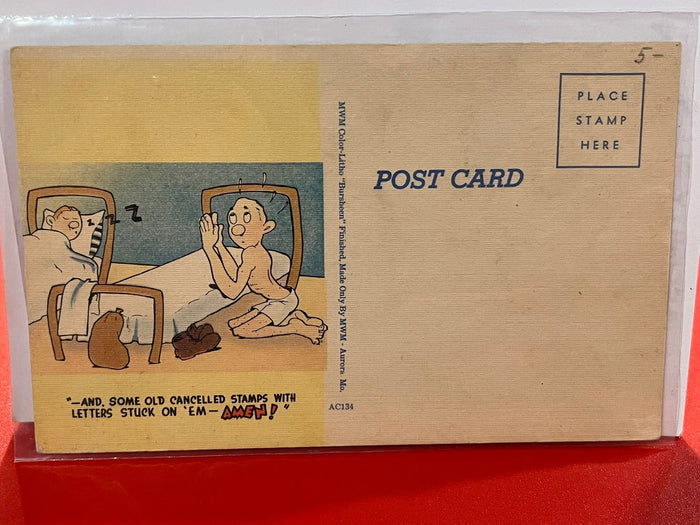 5-
PLACE
STAMP
HERE
POST CARD
MWM Color-Litho "Bursheen" Finished, Made Only By MWM - Aurora Mo.
AC134
Z Z Z
"—AND, SOME OLD CANCELLED STAMPS WITH
LETTERS STUCK ON 'EM— AMEN! "